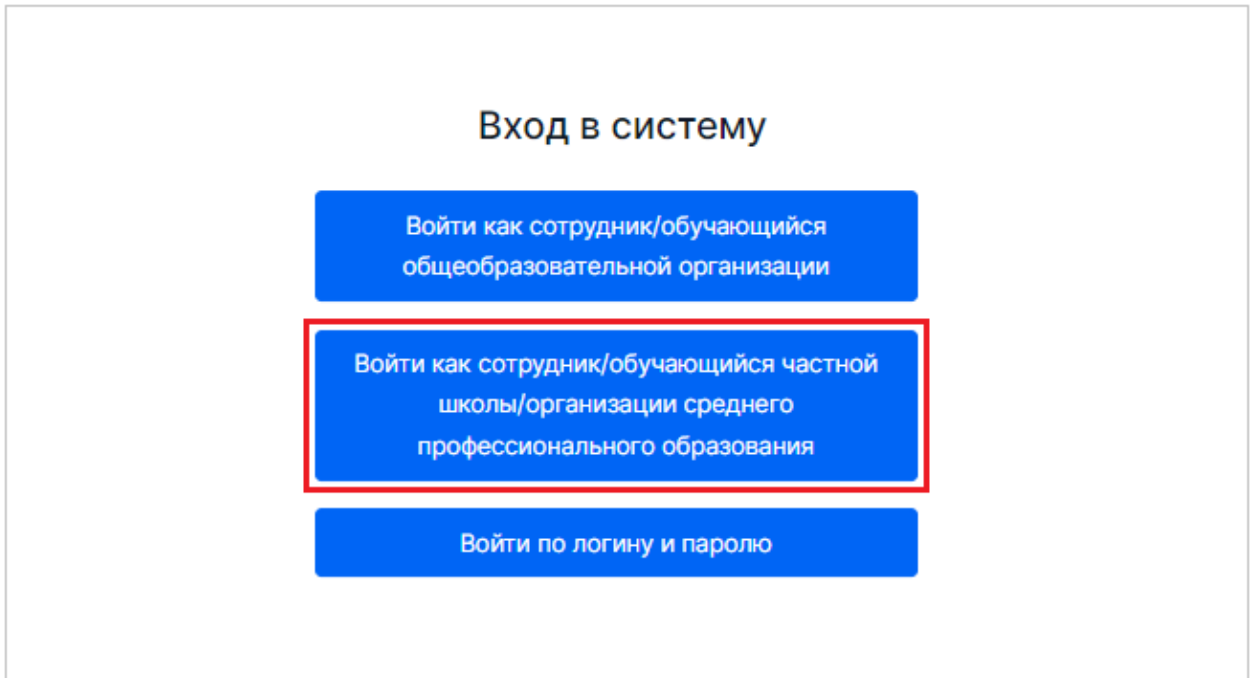 Вход в систему
Войти как сотрудник/обучающийся
общеобразовательной организации
Войти как сотрудник/обучающийся частной
школы/организации среднего
профессионального образования
Войти по логину и паролю